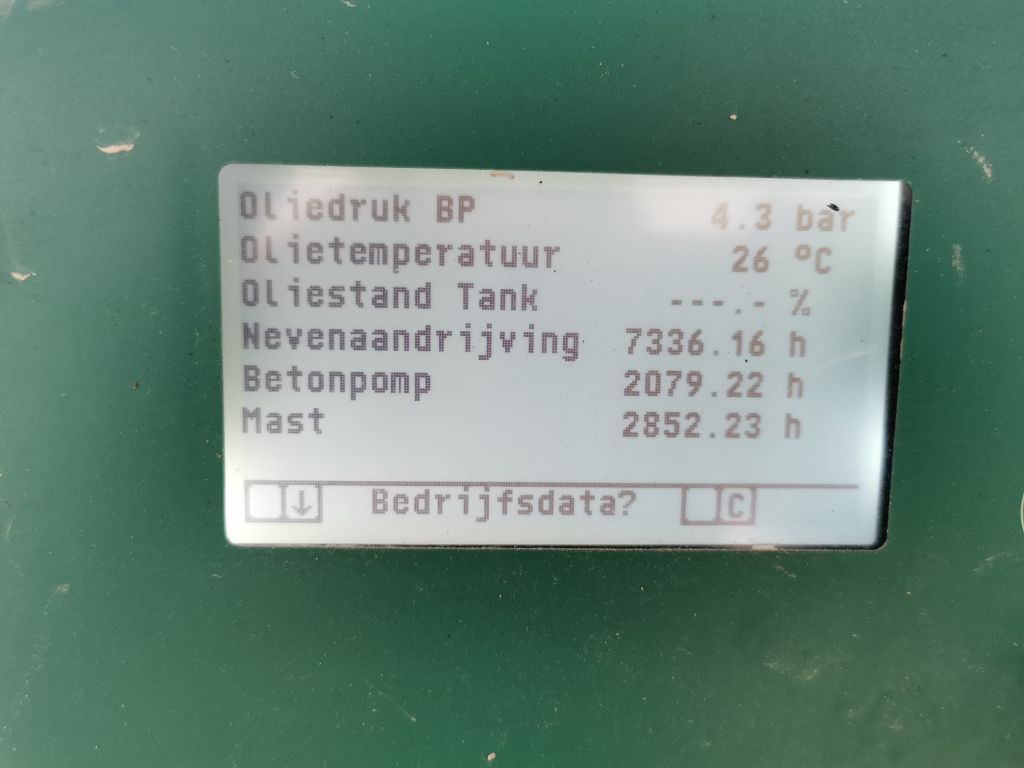 Oliedruk BP 4.3 bar
Olietemperatuur 26 °C
Oliestand Tank ---.- %
Nevenaandrijving 7336.16 h
Betonpomp 2079.22 h
Mast 2852.23 h
↓ Bedrijfsdata? C